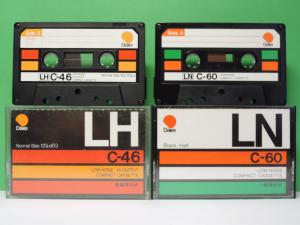 Side A
Daiei
LH C-46
Side A
Daiei
LN C-60
Daiei
LH
Normal Bias 120µsEQ
C-46
LOW-NOISE HI-OUTPUT
COMPACT CASSETTE
Daiei
LN
Black Half
C-60
LOW-NOISE
COMPACT CASSETTE